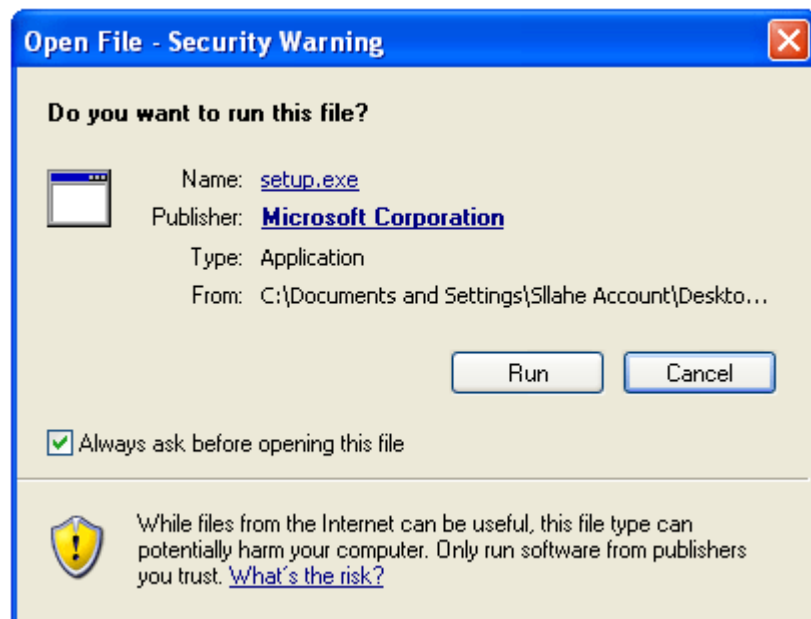 Open File - Security Warning
Do you want to run this file?
Name: setup.exe
Publisher: Microsoft Corporation
Type: Application
From: C:\Documents and Settings\Sllahe Account\Deskto...
Run Cancel
Always ask before opening this file
While files from the Internet can be useful, this file type can
potentially harm your computer. Only run software from publishers
you trust. What's the risk?